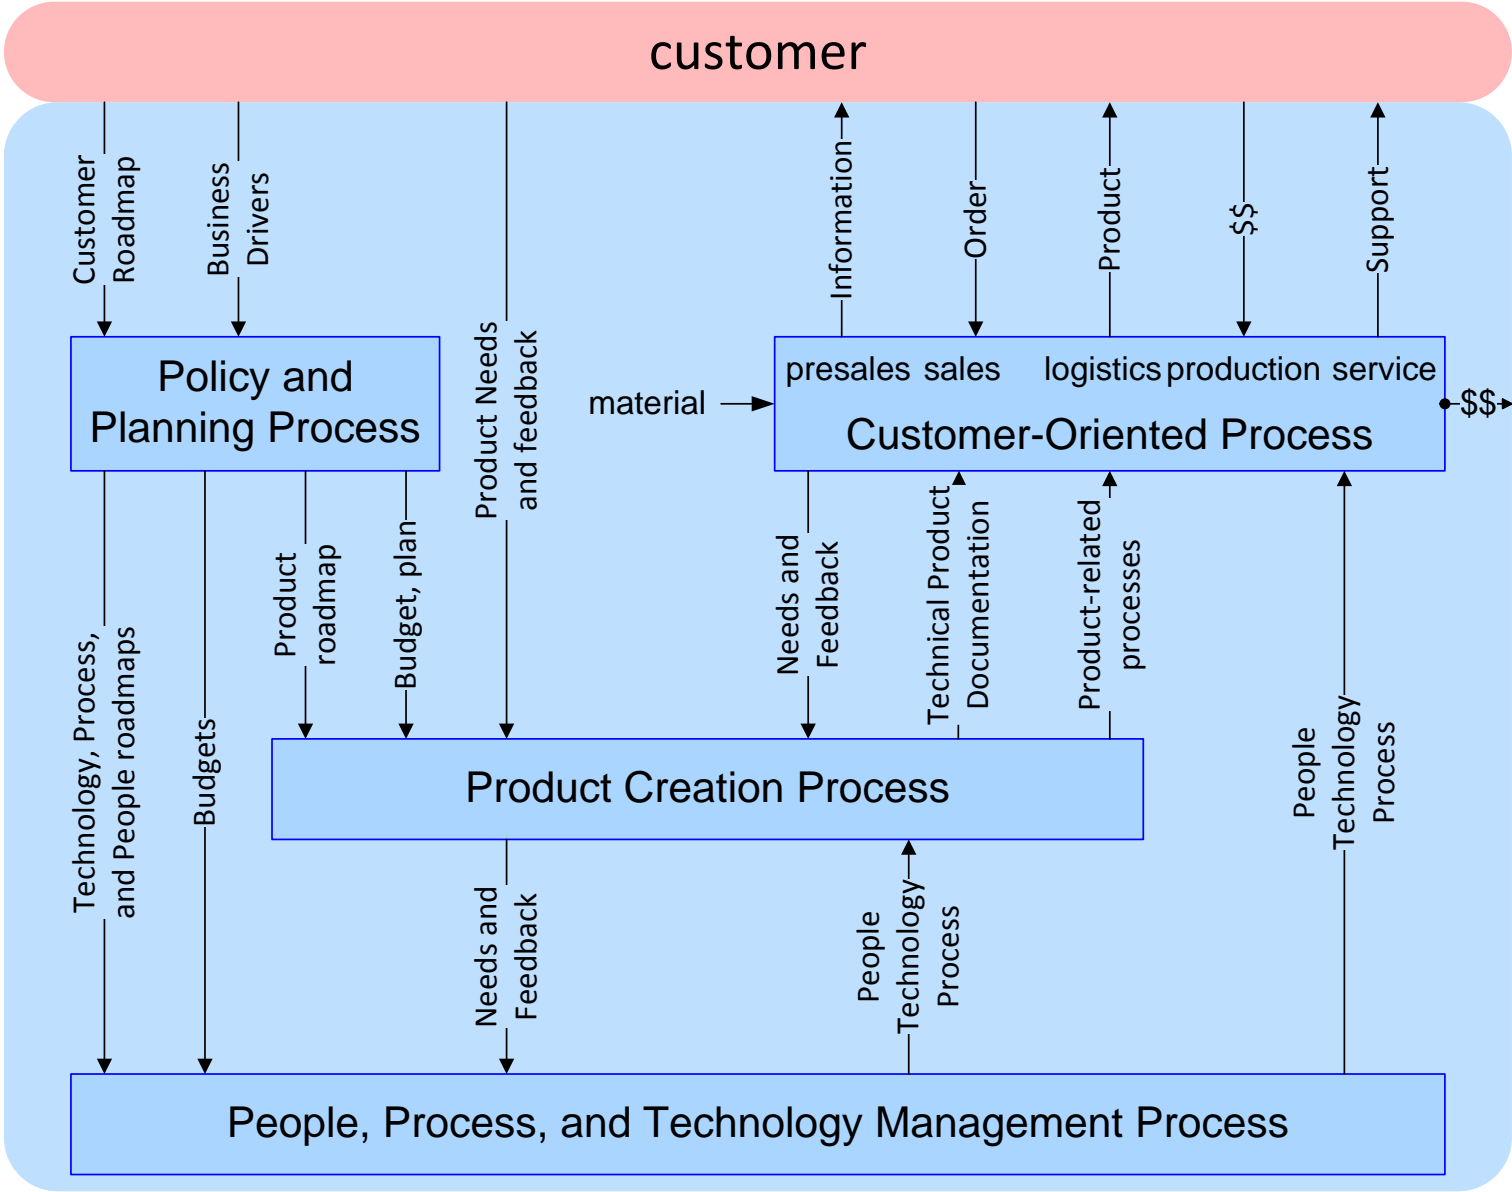 customer
Customer
Roadmap
Business
Drivers
Product Needs
and feedback
Information
Order
Product
$$
Support
Policy and
Planning Process
presales sales logistics production service
material
Customer-Oriented Process
$$
Technology, Process,
and People roadmaps
Budgets
Product
roadmap
Budget, plan
Needs and
Feedback
Technical Product
Documentation
Product-related
processes
People
Technology
Process
Product Creation Process
Needs and
Feedback
People
Technology
Process
People, Process, and Technology Management Process